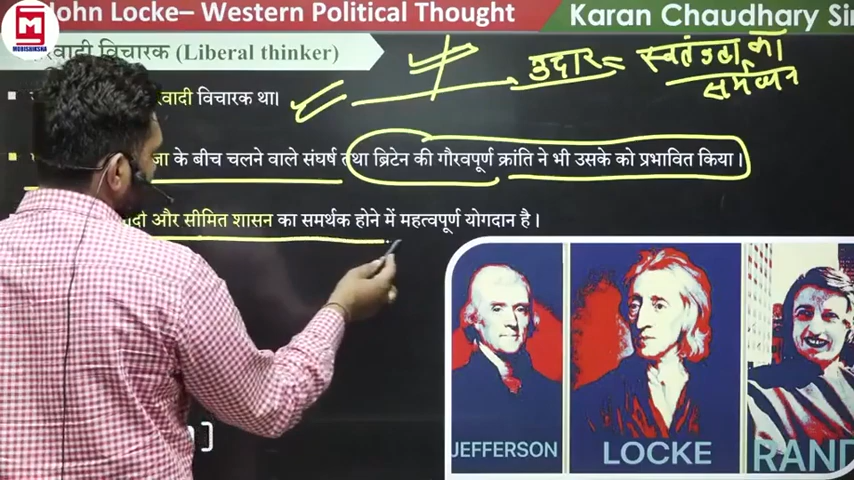 John Locke– Western Political Thought
Karan Chaudhary Si
M
MODISHIKSHA
वादी विचारक (Liberal thinker)
उदार = स्वतंत्रता का
समर्थन
वादी विचारक था।
जा के बीच चलने वाले संघर्ष तथा ब्रिटेन की गौरवपूर्ण क्रांति ने भी उसके को प्रभावित किया।
और सीमित शासन का समर्थक होने में महत्वपूर्ण योगदान है।
JEFFERSON
LOCKE
RAND